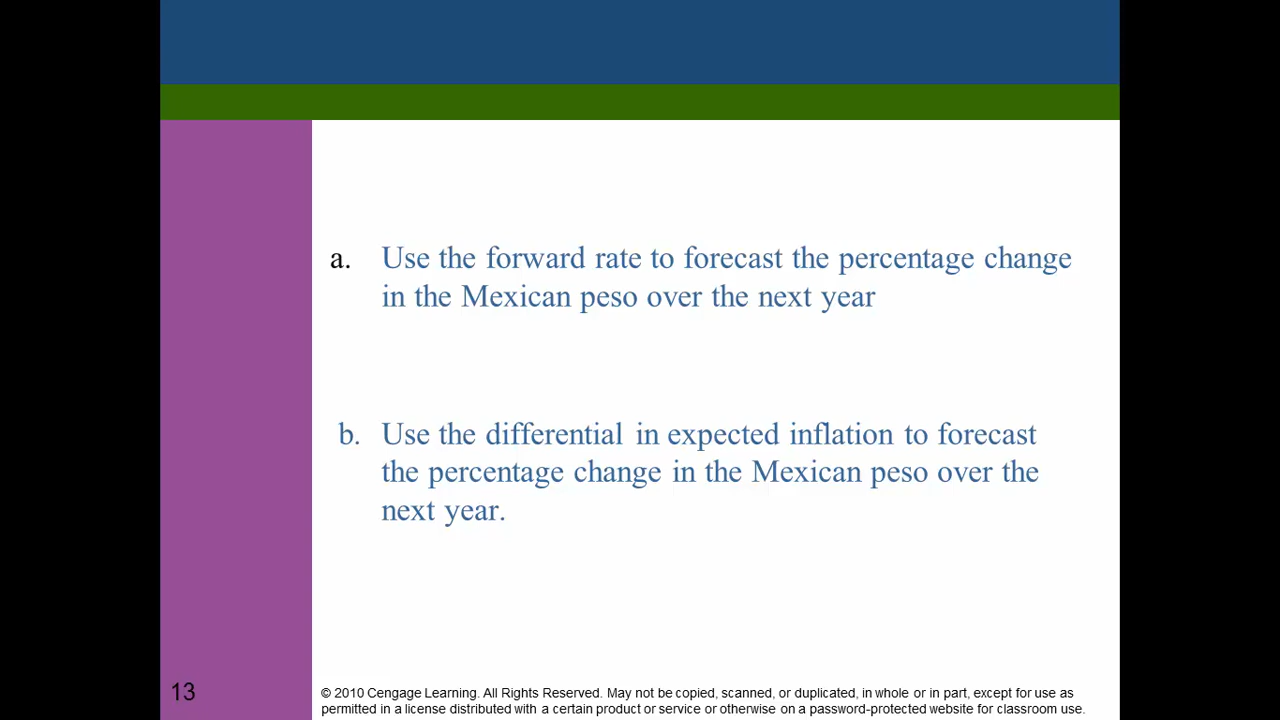 a. Use the forward rate to forecast the percentage change
in the Mexican peso over the next year
b. Use the differential in expected inflation to forecast
the percentage change in the Mexican peso over the
next year.
13
© 2010 Cengage Learning. All Rights Reserved. May not be copied, scanned, or duplicated, in whole or in part, except for use as
permitted in a license distributed with a certain product or service or otherwise on a password-protected website for classroom use.